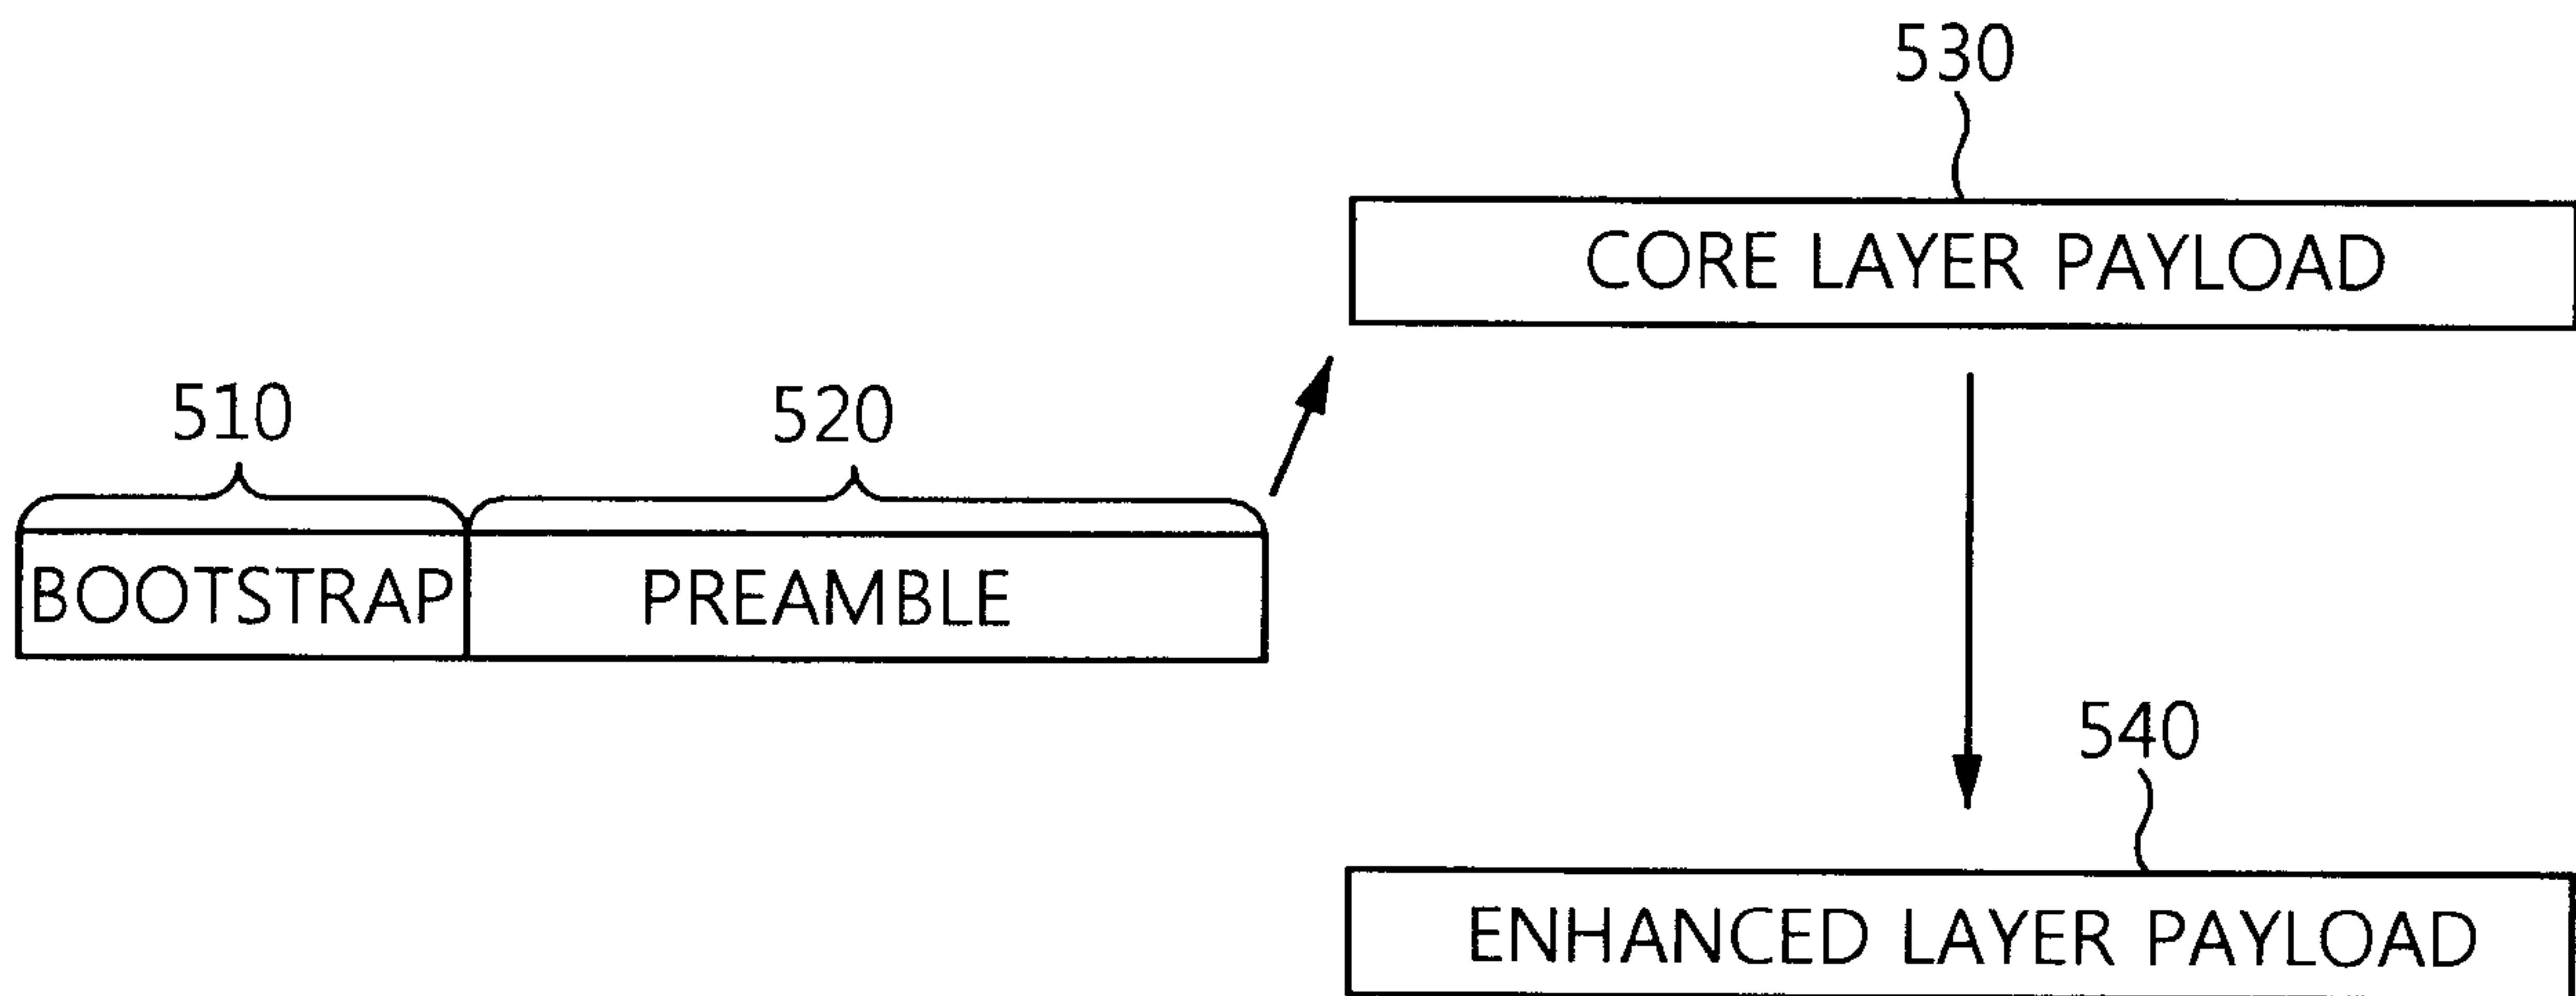 530
CORE LAYER PAYLOAD
510
520
BOOTSTRAP
PREAMBLE
540
ENHANCED LAYER PAYLOAD